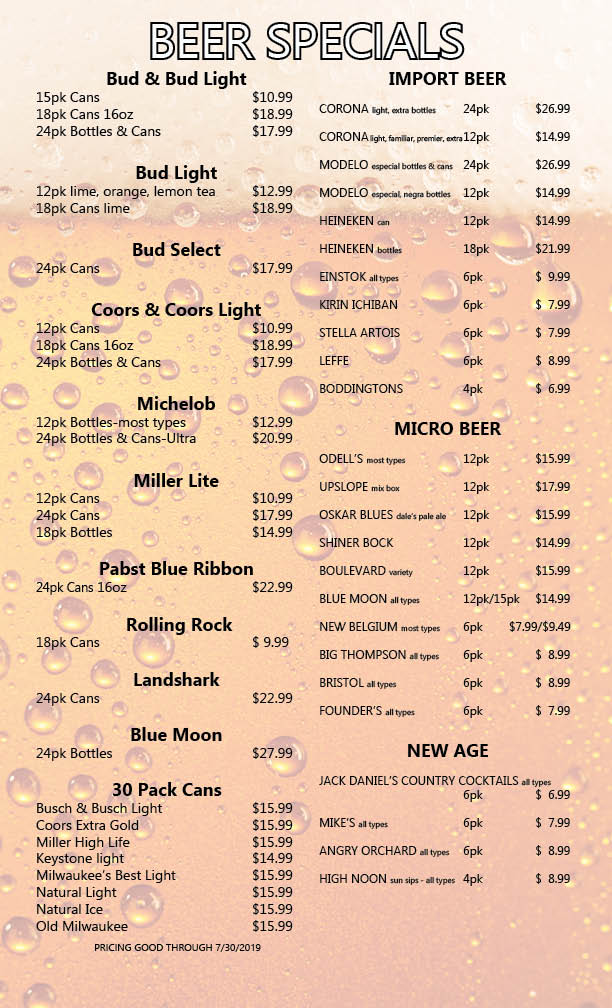 BEER SPECIALS
Bud & Bud Light
15pk Cans $10.99
18pk Cans 16oz $18.99
24pk Bottles & Cans $17.99
Bud Light
12pk lime, orange, lemon tea $12.99
18pk Cans lime $18.99
Bud Select
24pk Cans $17.99
Coors & Coors Light
12pk Cans $10.99
18pk Cans 16oz $18.99
24pk Bottles & Cans $17.99
Michelob
12pk Bottles-most types $12.99
24pk Bottles & Cans-Ultra $20.99
Miller Lite
12pk Cans $10.99
24pk Cans $17.99
18pk Bottles $14.99
Pabst Blue Ribbon
24pk Cans 16oz $22.99
Rolling Rock
18pk Cans $ 9.99
Landshark
24pk Cans $22.99
Blue Moon
24pk Bottles $27.99
30 Pack Cans
Busch & Busch Light $15.99
Coors Extra Gold $15.99
Miller High Life $15.99
Keystone light $14.99
Milwaukee's Best Light $15.99
Natural Light $15.99
Natural Ice $15.99
Old Milwaukee $15.99
PRICING GOOD THROUGH 7/30/2019
IMPORT BEER
CORONA light, extra bottles 24pk $26.99
CORONA light, familiar, premier, extra 12pk $14.99
MODELO especial bottles & cans 24pk $26.99
MODELO especial, negra bottles 12pk $14.99
HEINEKEN can 12pk $14.99
HEINEKEN bottles 18pk $21.99
EINSTOK all types 6pk $ 9.99
KIRIN ICHIBAN 6pk $ 7.99
STELLA ARTOIS 6pk $ 7.99
LEFFE 6pk $ 8.99
BODDINGTONS 4pk $ 6.99
MICRO BEER
ODELL'S most types 12pk $15.99
UPSLOPE mix box 12pk $17.99
OSKAR BLUES dale's pale ale 12pk $15.99
SHINER BOCK 12pk $14.99
BOULEVARD variety 12pk $15.99
BLUE MOON all types 12pk/15pk $14.99
NEW BELGIUM most types 6pk $7.99/$9.49
BIG THOMPSON all types 6pk $ 8.99
BRISTOL all types 6pk $ 8.99
FOUNDER'S all types 6pk $ 7.99
NEW AGE
JACK DANIEL'S COUNTRY COCKTAILS all types
6pk $ 6.99
MIKE'S all types 6pk $ 7.99
ANGRY ORCHARD all types 6pk $ 8.99
HIGH NOON sun sips - all types 4pk $ 8.99